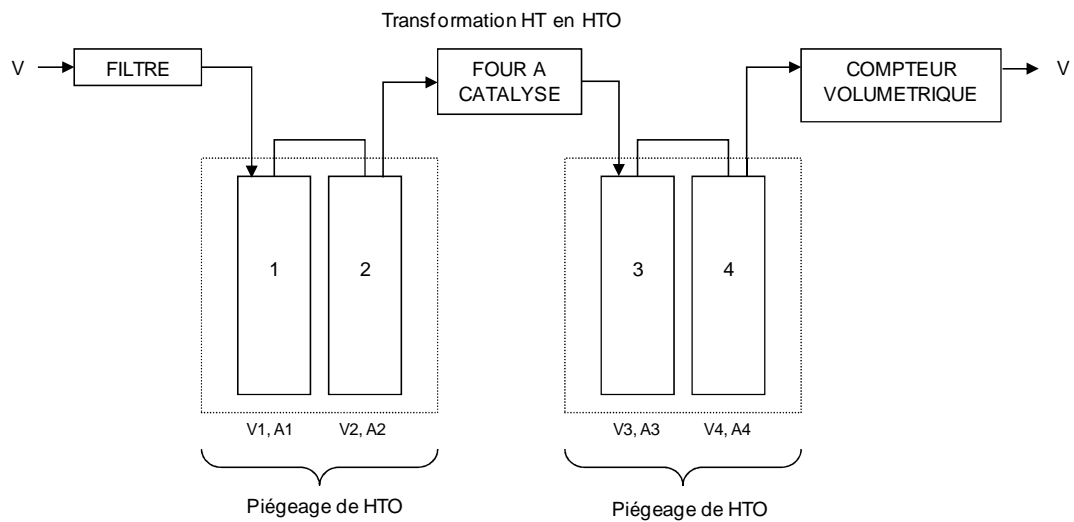 Transformation HT en HTO
V
FILTRE
FOUR A
CATALYSE
COMPTEUR
VOLUMETRIQUE
V
1
2
3
4
V1, A1
V2, A2
V3, A3
V4, A4
Piégeage de HTO
Piégeage de HTO